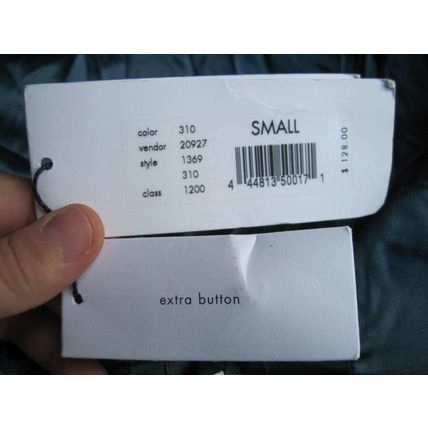 color 310
vendor 20927
style 1369
310
class 1200
SMALL
4 44813 50017 1
$ 128.00
extra button